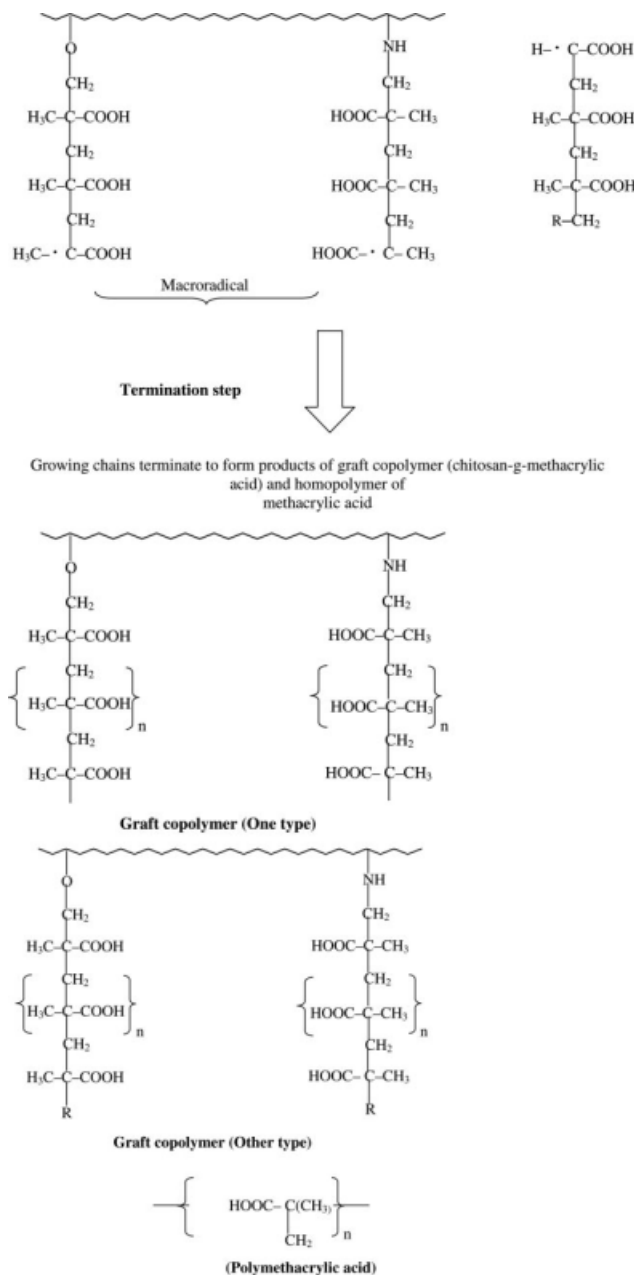 O NH H– • C–COOH
CH2 CH2 CH2
H3C–C–COOH HOOC–C– CH3 H3C–C–COOH
CH2 CH2 CH2
H3C–C–COOH HOOC–C–CH3 H3C–C–COOH
CH2 CH2 R–CH2
H3C– • C–COOH HOOC– • C–CH3
Macroradical
Termination step
Growing chains terminate to form products of graft copolymer (chitosan-g-methacrylic
acid) and homopolymer of
methacrylic acid
O NH
CH2 CH2
H3C–C–COOH HOOC–C–CH3
CH2 CH2
H3C–C–COOH n HOOC–C–CH3 n
CH2 CH2
H3C–C–COOH HOOC–C–CH3
Graft copolymer (One type)
O NH
CH2 CH2
H3C–C–COOH HOOC–C–CH3
CH2 CH2
H3C–C–COOH n HOOC–C–CH3 n
CH2 CH2
H3C–C–COOH HOOC–C–CH3
R R
Graft copolymer (Other type)
HOOC– C(CH3)
CH2 n
(Polymethacrylic acid)